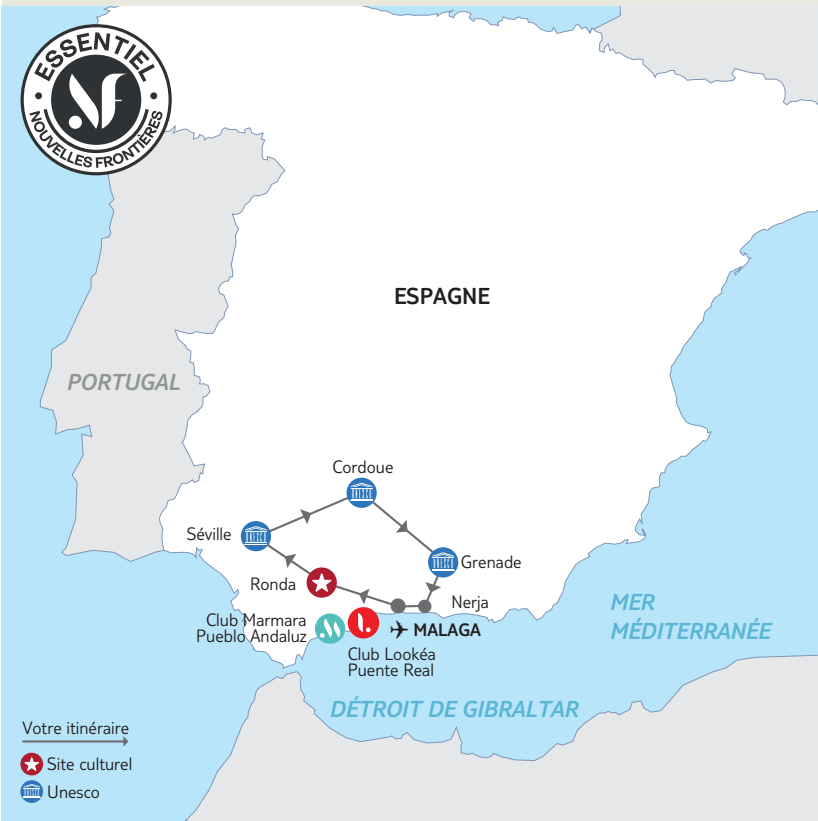 ESSENTIEL
NOUVELLES FRONTIÈRES
ESPAGNE
PORTUGAL
Cordoue
Séville
Grenade
Ronda
Nerja
MALAGA
Club Marmara
Pueblo Andaluz
Club Lookéa
Puente Real
MER
MÉDITERRANÉE
DÉTROIT DE GIBRALTAR
Votre itinéraire
Site culturel
Unesco